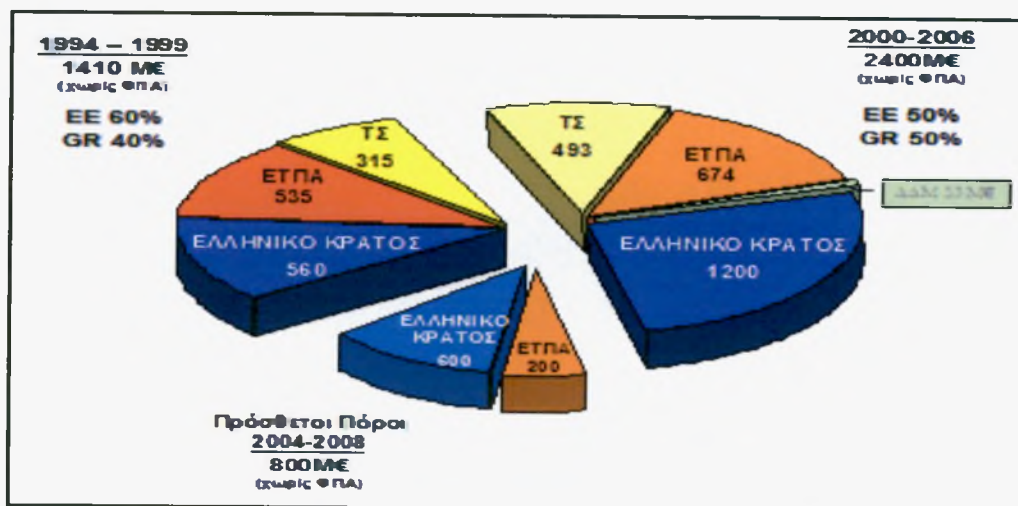 1994 – 1999
1410 M€
(χωρίς ΦΠΑ)
ΕΕ 60%
GR 40%
ΤΣ
315
ΕΤΠΑ
535
ΕΛΛΗΝΙΚΟ ΚΡΑΤΟΣ
560
2000-2006
2400M€
(χωρίς ΦΠΑ)
ΕΕ 50%
GR 50%
ΤΣ
493
ΕΤΠΑ
674
ΕΛΛΗΝΙΚΟ ΚΡΑΤΟΣ
1200
ΕΛΛΗΝΙΚΟ
ΚΡΑΤΟΣ
600
ΕΤΠΑ
200
Πρόσθετοι Πόροι
2004-2008
800M€
(χωρίς ΦΠΑ)